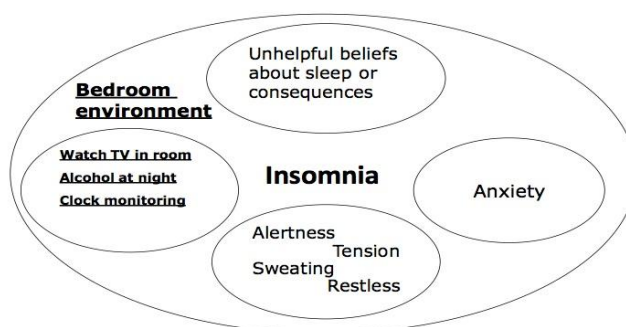 Unhelpful beliefs
about sleep or
consequences
Bedroom
environment
Watch TV in room
Alcohol at night
Clock monitoring
Insomnia
Anxiety
Alertness
Tension
Sweating
Restless